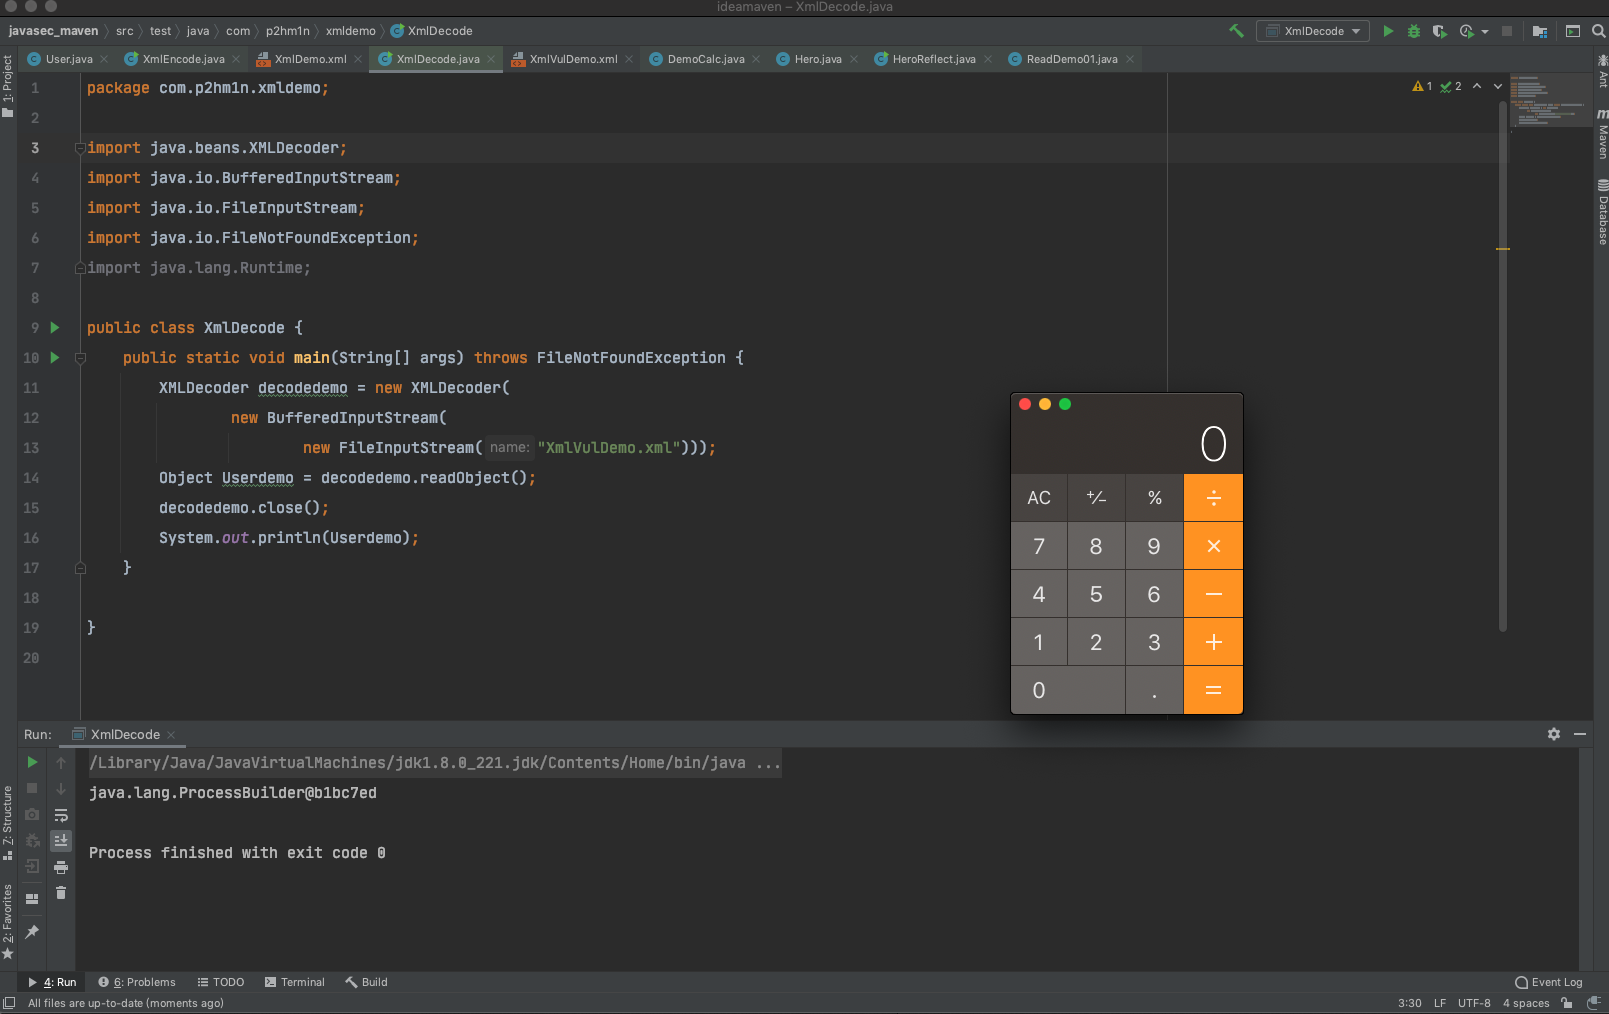 ideamaven – XmlDecode.java
javasec_maven src test java com p2hm1n xmldemo XmlDecode
XmlDecode
User.java XmlEncode.java XmlDemo.xml XmlDecode.java XmlVulDemo.xml DemoCalc.java Hero.java HeroReflect.java ReadDemo01.java
1: Project
Ant
Maven
Database
1 2
1 package com.p2hm1n.xmldemo;
2
3 import java.beans.XMLDecoder;
4 import java.io.BufferedInputStream;
5 import java.io.FileInputStream;
6 import java.io.FileNotFoundException;
7 import java.lang.Runtime;
8
9 public class XmlDecode {
10 public static void main(String[] args) throws FileNotFoundException {
11 XMLDecoder decodedemo = new XMLDecoder(
12 new BufferedInputStream(
13 new FileInputStream( name: "XmlVulDemo.xml")));
14 Object Userdemo = decodedemo.readObject();
15 decodedemo.close();
16 System.out.println(Userdemo);
17 }
18
19 }
20
0
AC +/− % ÷
7 8 9 ×
4 5 6 −
1 2 3 +
0 . =
Run: XmlDecode
/Library/Java/JavaVirtualMachines/jdk1.8.0_221.jdk/Contents/Home/bin/java ...
java.lang.ProcessBuilder@b1bc7ed
Process finished with exit code 0
7: Structure
2: Favorites
4: Run 6: Problems TODO Terminal Build Event Log
All files are up-to-date (moments ago) 3:30 LF UTF-8 4 spaces